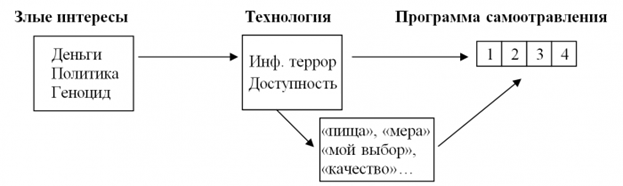 Злые интересы
Технология
Программа самоотравления
Деньги
Политика
Геноцид
Инф. террор
Доступность
1 2 3 4
«пища», «мера»
«мой выбор»,
«качество»...